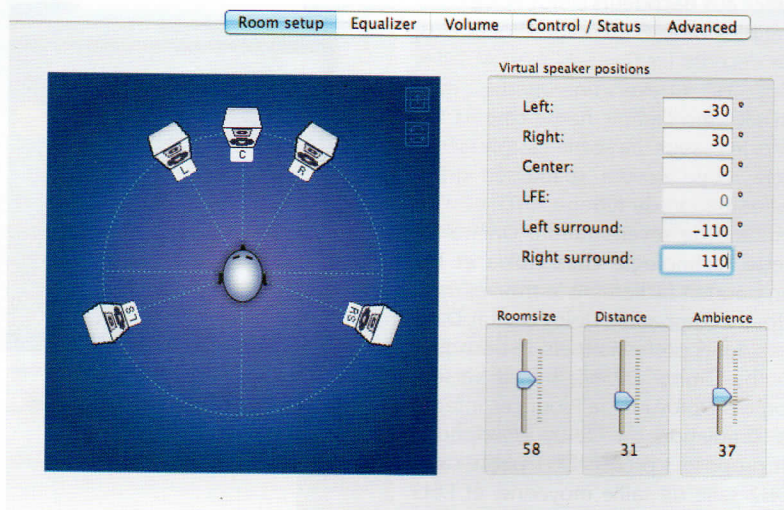 Room setup Equalizer Volume Control / Status Advanced
Virtual speaker positions
Left: -30 °
Right: 30 °
Center: 0 °
LFE: 0 °
Left surround: -110 °
Right surround: 110 °
L C R
LS RS
Roomsize Distance Ambience
58 31 37